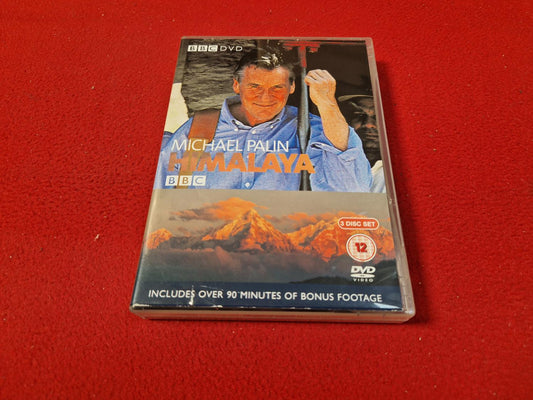 BBC DVD
MICHAEL PALIN
HIMALAYA
BBC
3 DISC SET
12
DVD
VIDEO
INCLUDES OVER 90 MINUTES OF BONUS FOOTAGE